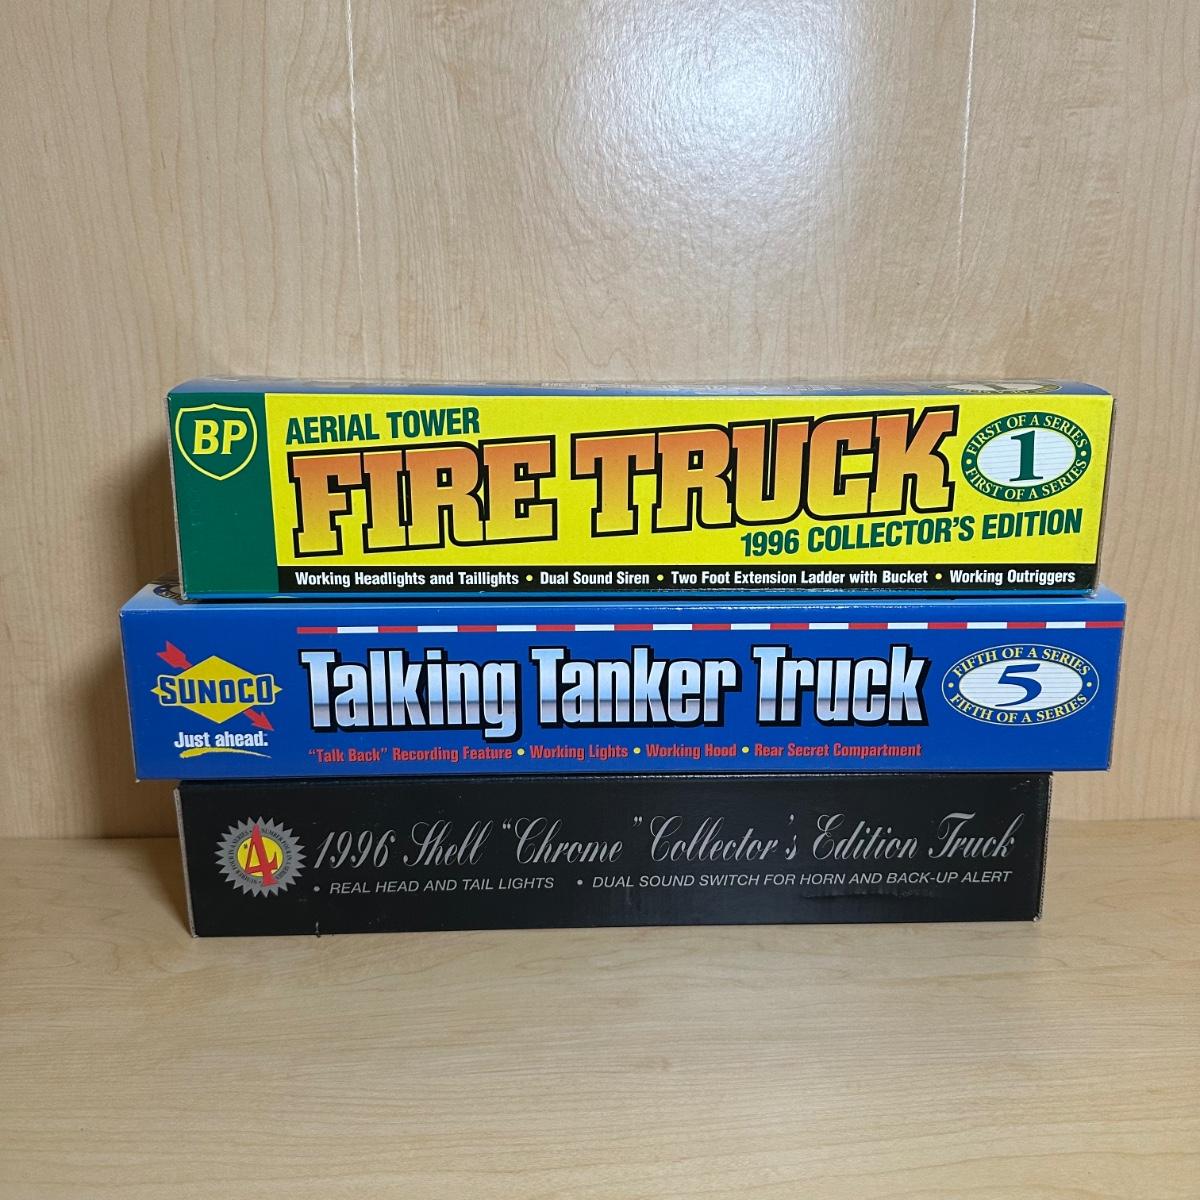 BP
AERIAL TOWER
FIRE TRUCK
FIRST OF A SERIES
1
FIRST OF A SERIES
1996 COLLECTOR'S EDITION
Working Headlights and Taillights • Dual Sound Siren • Two Foot Extension Ladder with Bucket • Working Outriggers
SUNOCO
Just ahead.
Talking Tanker Truck
"Talk Back" Recording Feature • Working Lights • Working Hood • Rear Secret Compartment
FIFTH OF A SERIES
5
FIFTH OF A SERIES
#4
1996 Shell "Chrome" Collector's Edition Truck
• REAL HEAD AND TAIL LIGHTS • DUAL SOUND SWITCH FOR HORN AND BACK-UP ALERT